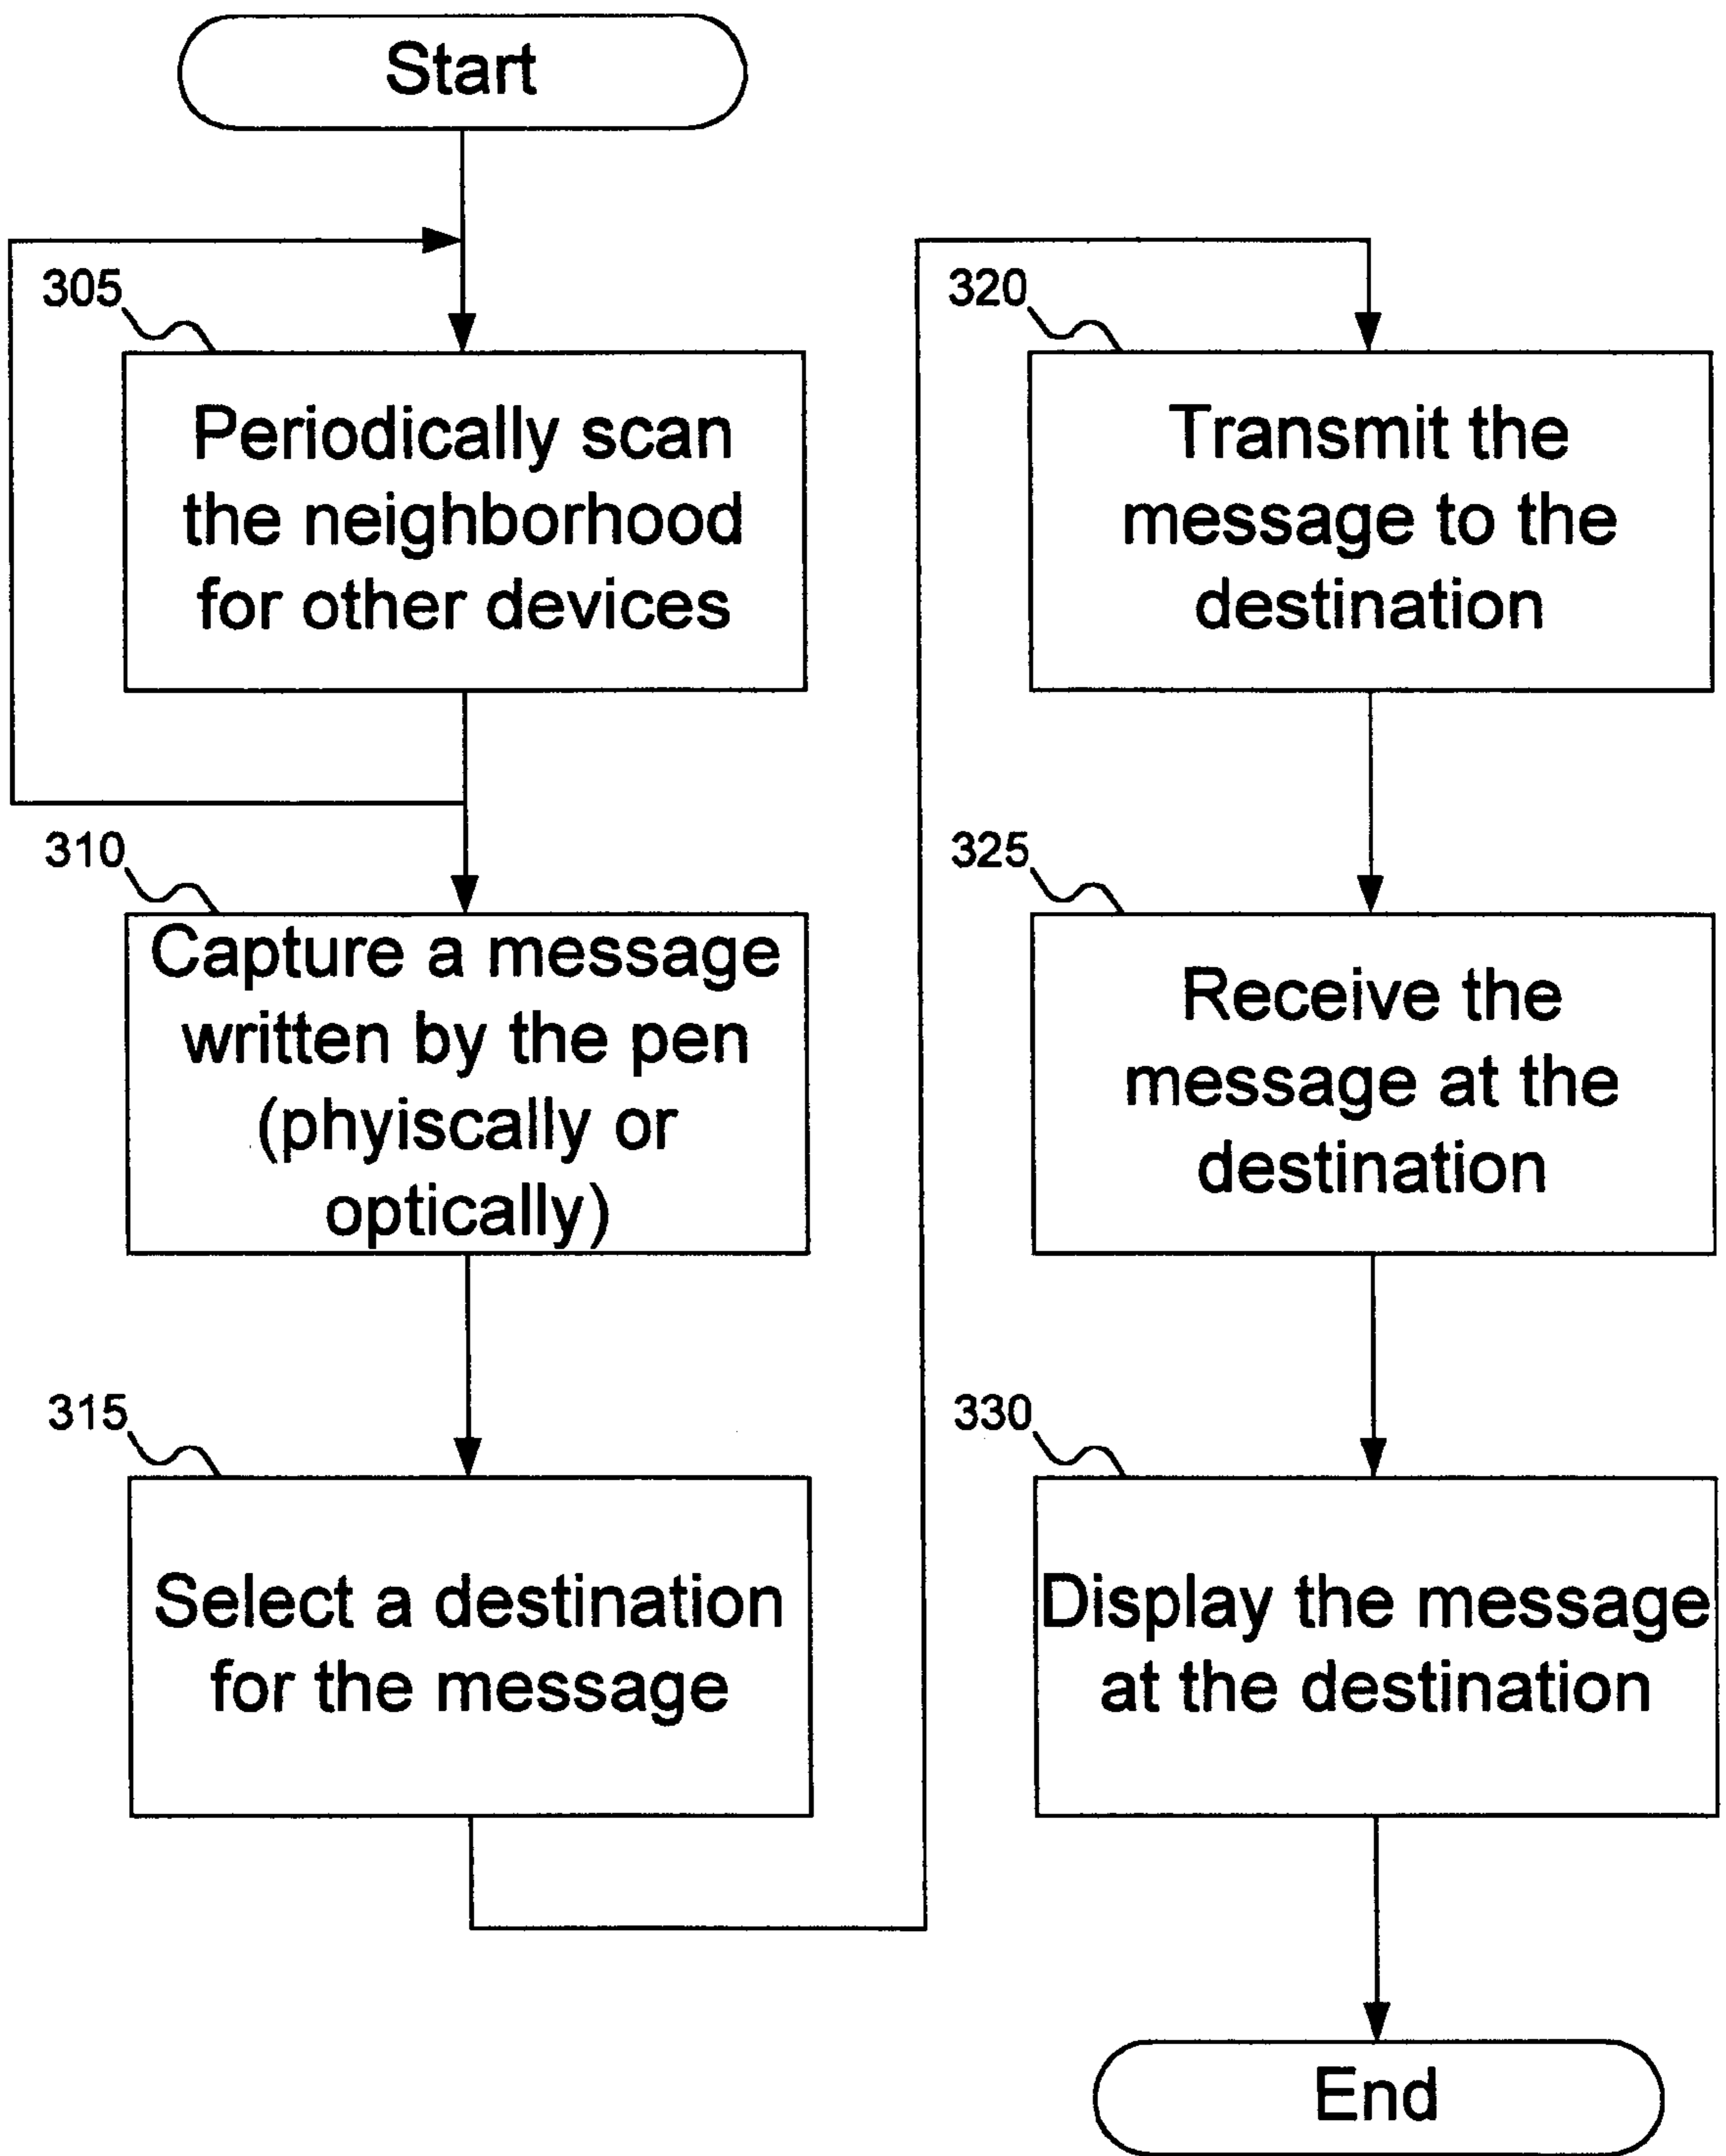 Start
305
Periodically scan
the neighborhood
for other devices
310
Capture a message
written by the pen
(phyiscally or
optically)
315
Select a destination
for the message
320
Transmit the
message to the
destination
325
Receive the
message at the
destination
330
Display the message
at the destination
End